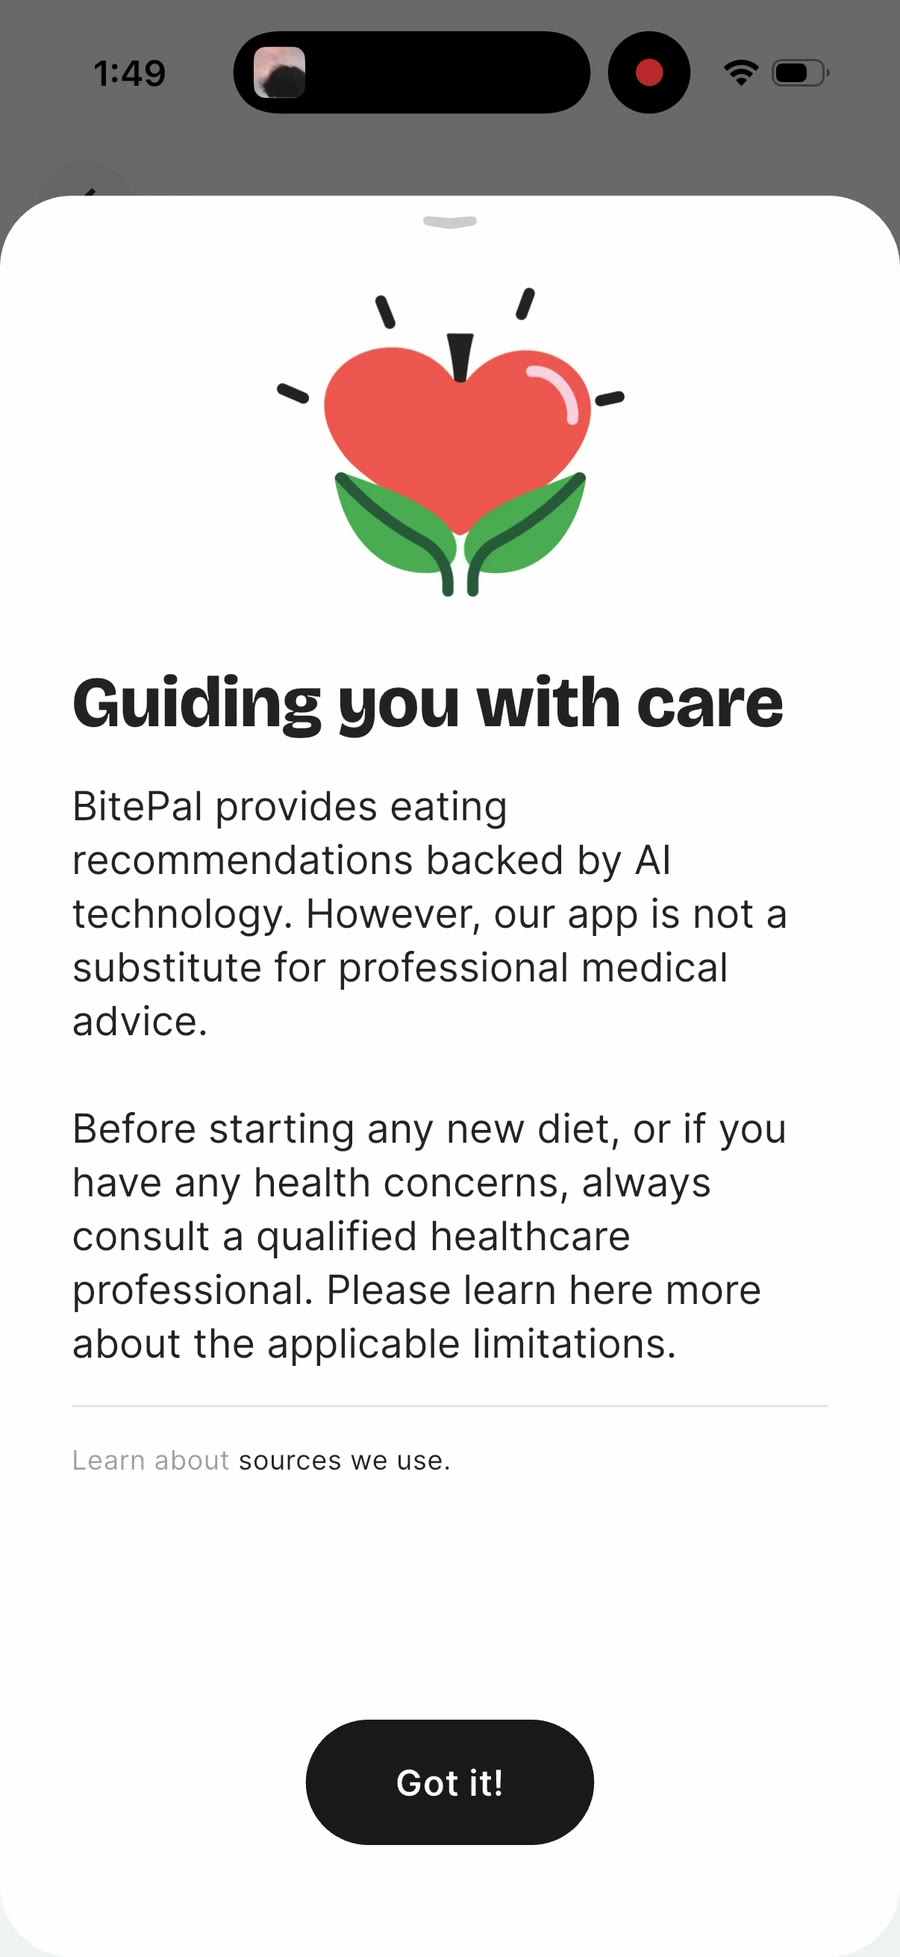 1:49
Guiding you with care
BitePal provides eating
recommendations backed by AI
technology. However, our app is not a
substitute for professional medical
advice.
Before starting any new diet, or if you
have any health concerns, always
consult a qualified healthcare
professional. Please learn here more
about the applicable limitations.
Learn about sources we use.
Got it!